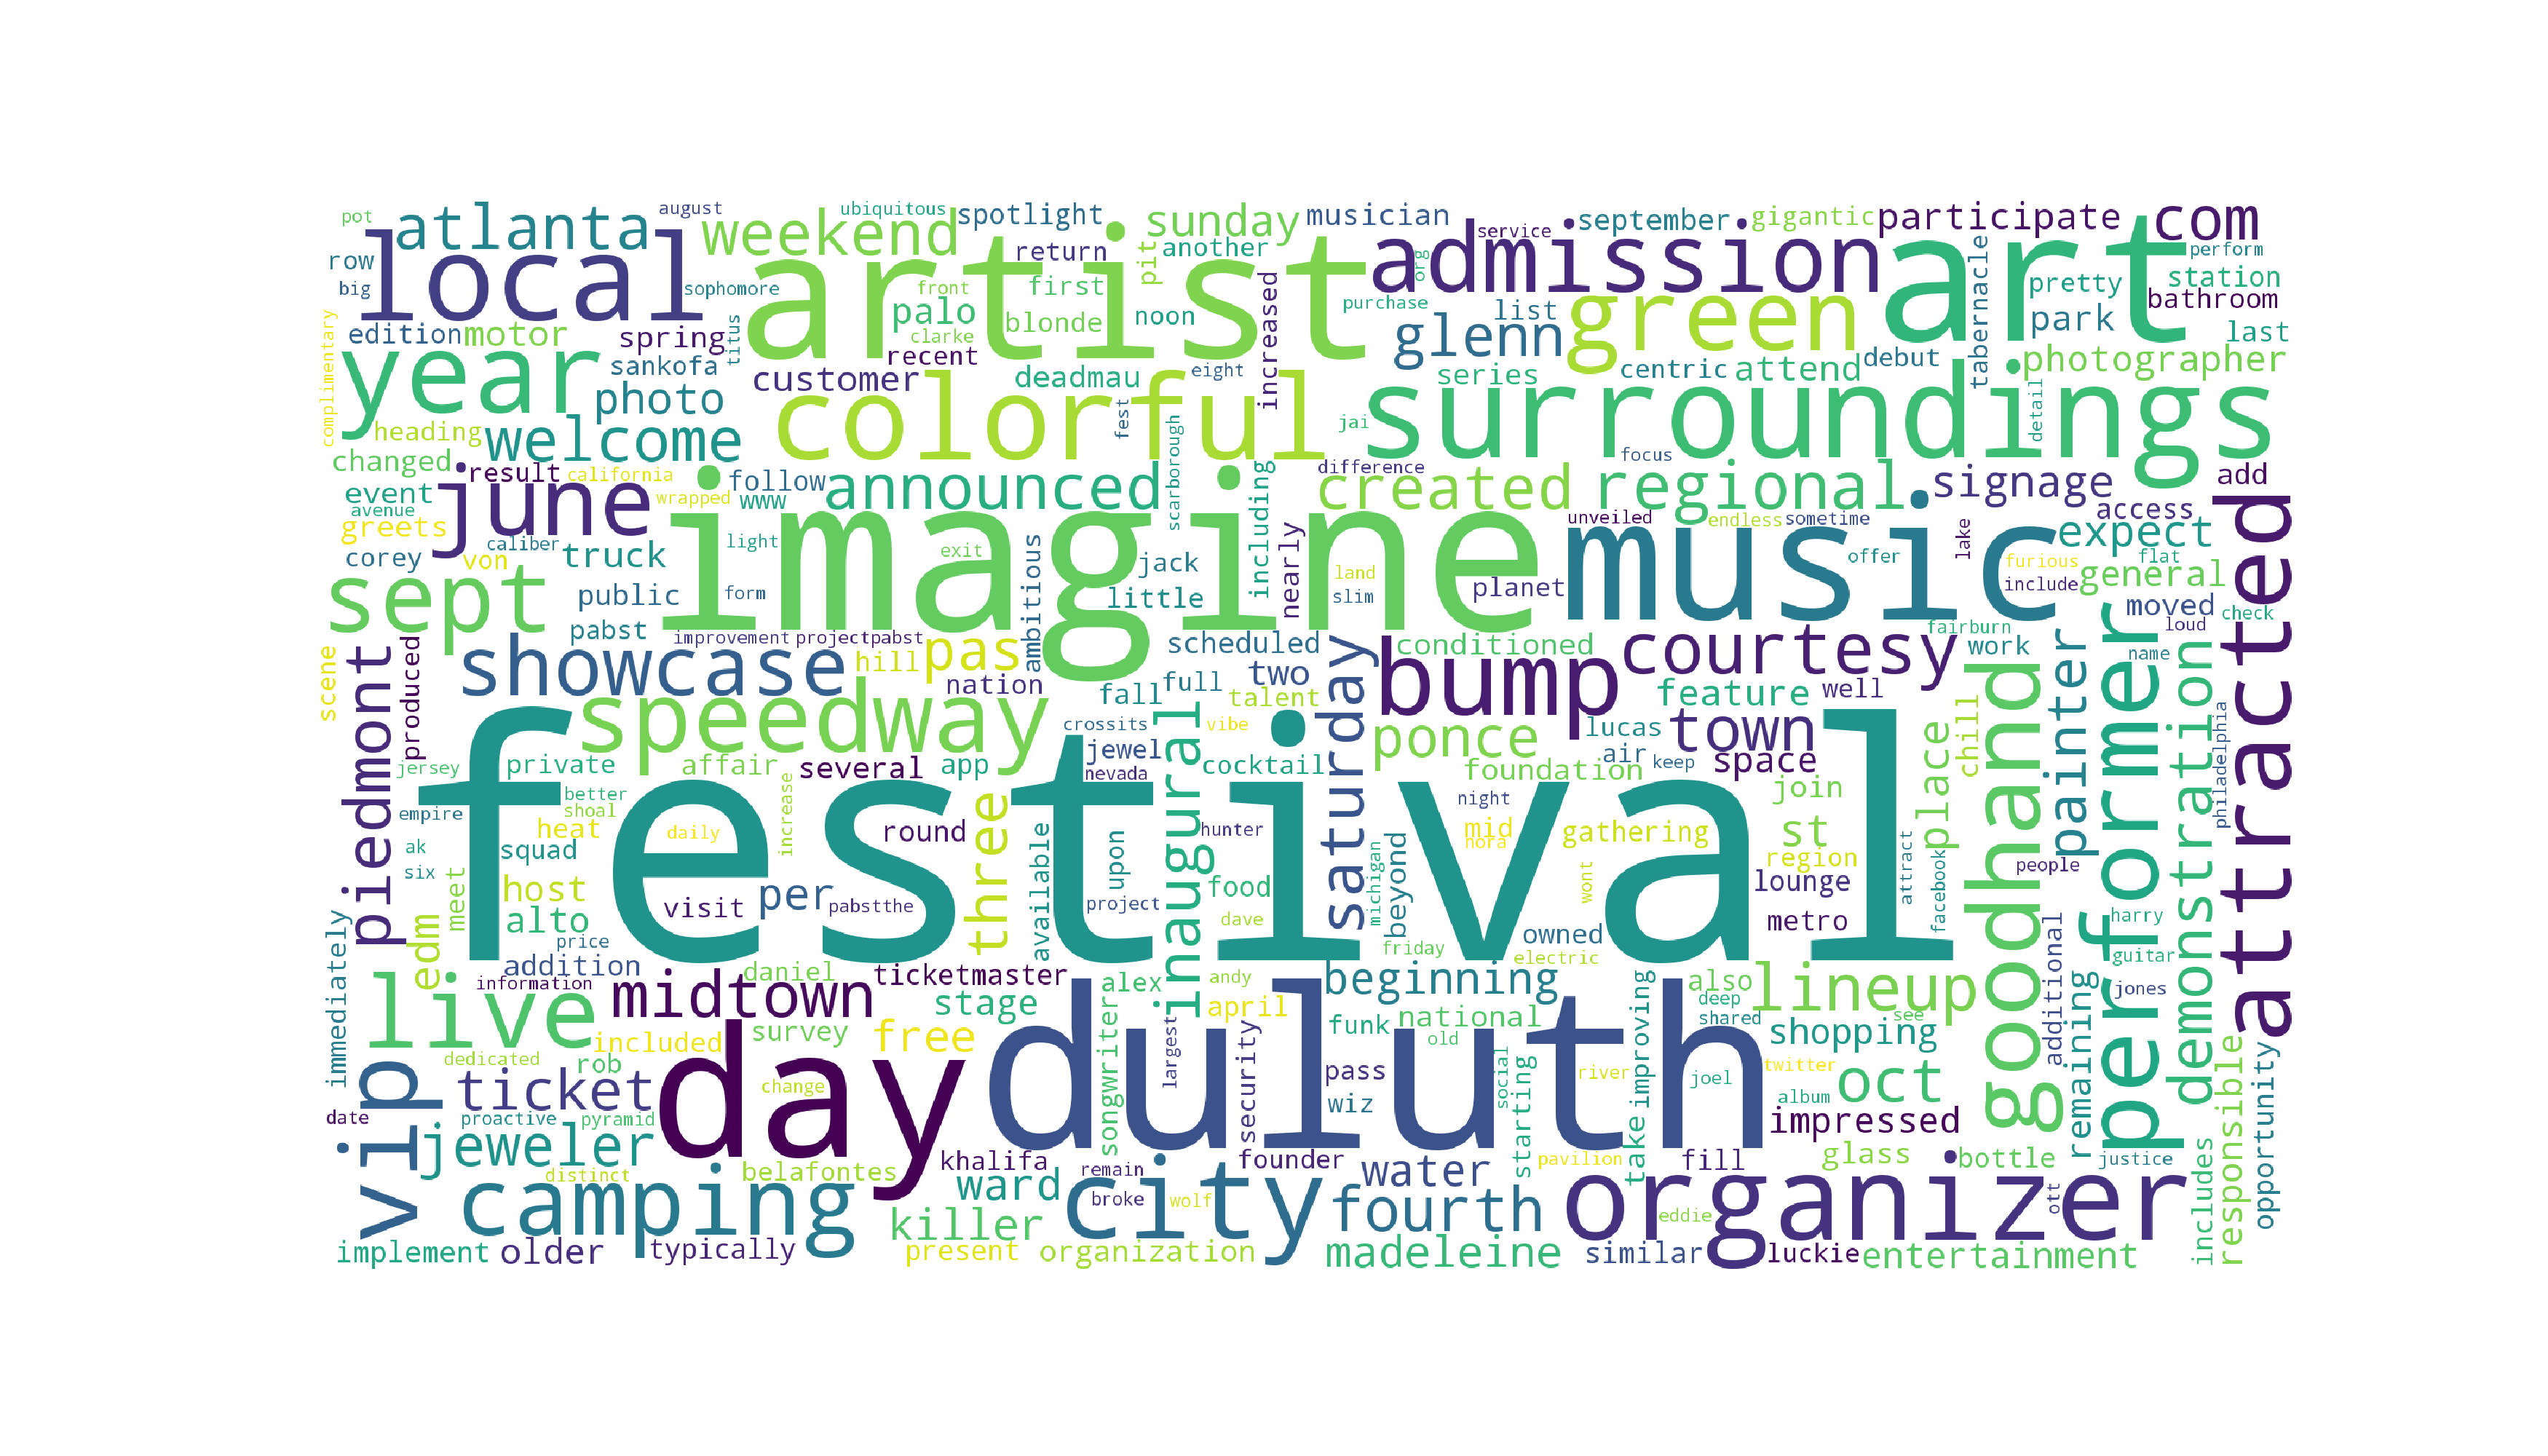 pot
atlanta
august
weekend
ubiquitous
spotlight
sunday
musician
admission
service
september
gigantic
participate
com
row
local
artist
return
another
pit
org
art
perform
station
big
sophomore
front
first
increased
purchase
glenn
list
green
tabernacle
pretty
bathroom
complimentary
edition
motor
spring
titus
palo
clarke
blonde
noon
park
last
year
sankofa
recent
customer
deadmau
eight
series
centric
attend
debut
photographer
photo
colorful
fest
scarborough
jai
surroundings
detail
heading
welcome
changed
result
california
follow
including
difference
focus
event
june
wrapped
www
announced
created
regional
signage
add
avenue
greets
caliber
imagine
unveiled
endless
sometime
access
corey
von
truck
light
exit
ambitious
jack
nearly
music
offer
lake
expect
flat
furious
attracted
sept
public
form
little
land
slim
planet
include
general
moved
check
pabst
improvement
projectpabst
scheduled
conditioned
courtesy
fairburn
loud
work
name
scene
piedmont
produced
showcase
hill
pas
nation
two
saturday
bump
feature
well
goodhand
painter
performer
demonstration
speedway
fall
full
talent
inaugural
crossits
vibe
ponce
lucas
town
place
chill
philadelphia
jersey
private
affair
several
app
jewel
nevada
cocktail
foundation
air
keep
space
empire
better
shoal
increase
festival
night
join
heat
daily
round
three
available
upon
hunter
mid
nora
gathering
st
ak
squad
region
people
six
meet
host
visit
per
pabstthe
project
food
michigan
beyond
wont
lounge
attract
facebook
immediately
edm
alto
price
dave
friday
owned
metro
electric
additional
harry
addition
daniel
ticketmaster
alex
andy
beginning
also
lineup
remaining
guitar
information
live
midtown
stage
songwriter
april
funk
national
deep
shared
see
jones
vip
dedicated
included
survey
free
largest
security
old
social
starting
improving
shopping
responsible
opportunity
rob
ticket
day
change
duluth
pass
river
joel
twitter
oct
date
proactive
pyramid
wiz
take
album
impressed
jeweler
distinct
belafontes
khalifa
remain
founder
water
pavilion
fill
glass
bottle
justice
includes
camping
ward
broke
wolf
city
fourth
eddie
organizer
ott
implement
older
typically
killer
present
organization
madeleine
similar
luckie
entertainment